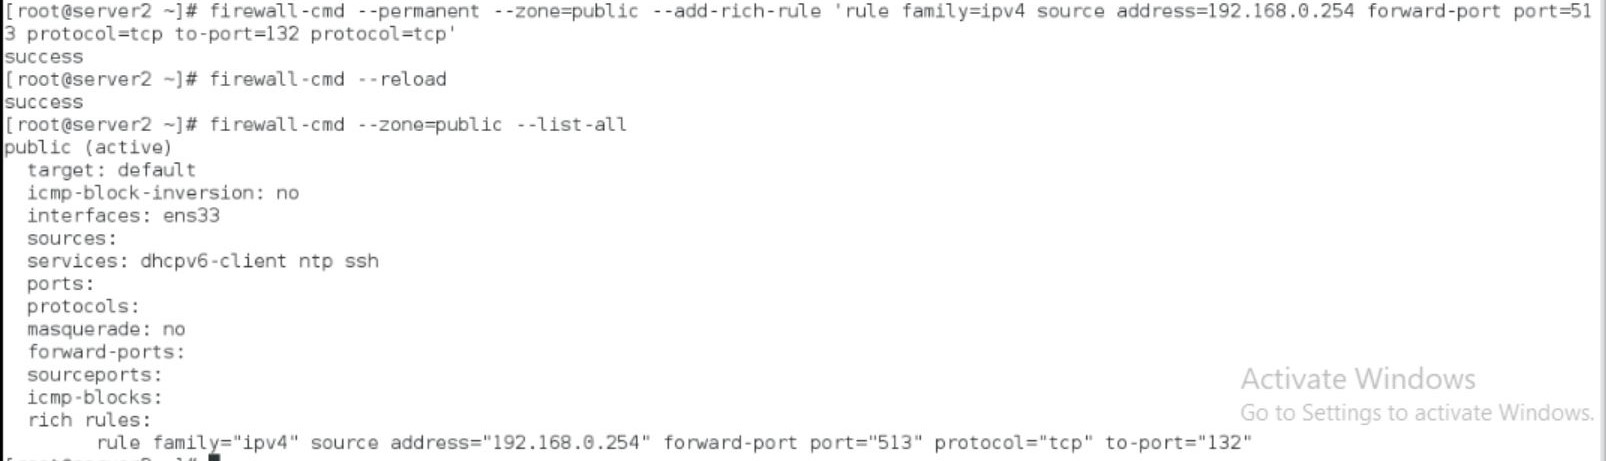 [root@server2 ~]# firewall-cmd --permanent --zone=public --add-rich-rule 'rule family=ipv4 source address=192.168.0.254 forward-port port=51
3 protocol=tcp to-port=132 protocol=tcp'
success
[root@server2 ~]# firewall-cmd --reload
success
[root@server2 ~]# firewall-cmd --zone=public --list-all
public (active)
target: default
icmp-block-inversion: no
interfaces: ens33
sources:
services: dhcpv6-client ntp ssh
ports:
protocols:
masquerade: no
forward-ports:
sourceports:
icmp-blocks:
rich rules:
rule family="ipv4" source address="192.168.0.254" forward-port port="513" protocol="tcp" to-port="132"
Activate Windows
Go to Settings to activate Windows.